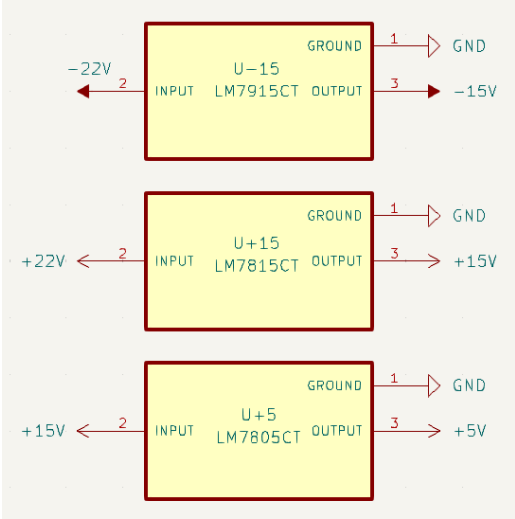 GROUND 1 GND
U-15
-22V 2 INPUT LM7915CT OUTPUT 3 -15V
GROUND 1 GND
U+15
+22V 2 INPUT LM7815CT OUTPUT 3 +15V
GROUND 1 GND
U+5
+15V 2 INPUT LM7805CT OUTPUT 3 +5V